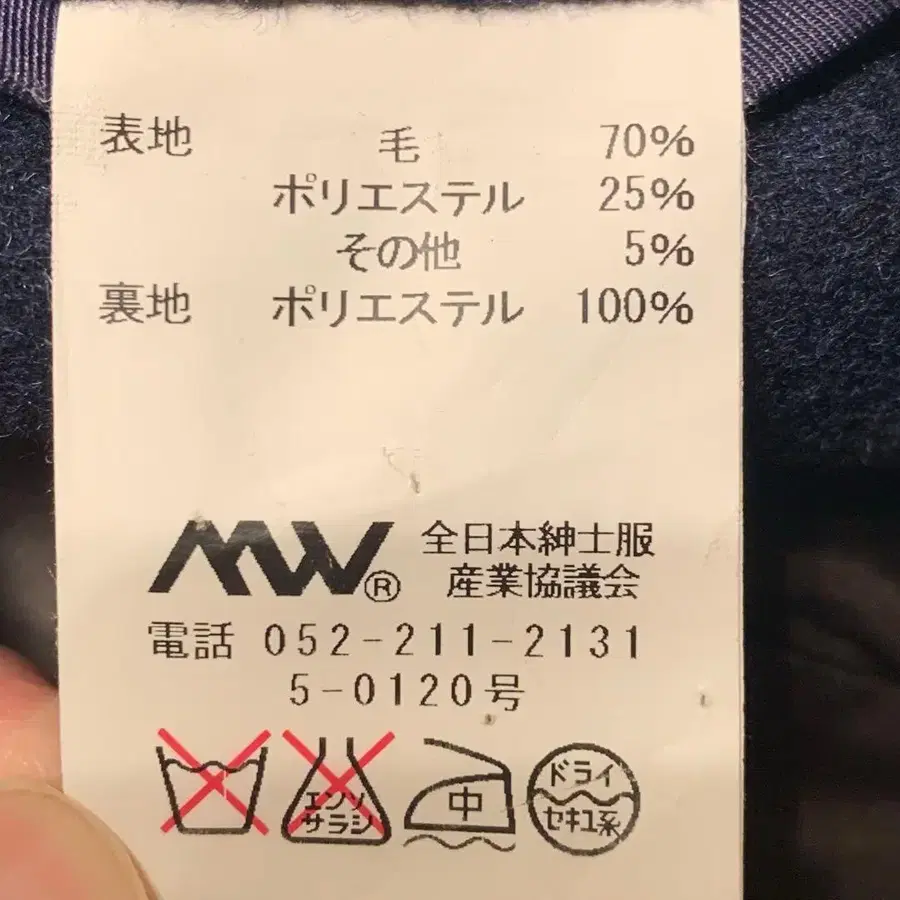 表地 毛 70%
ポリエステル 25%
その他 5%
裏地 ポリエステル 100%
MW® 全日本紳士服
産業協議会
電話 052-211-2131
5-0120号
エンソ
サラシ
中
ドライ
セキユ系